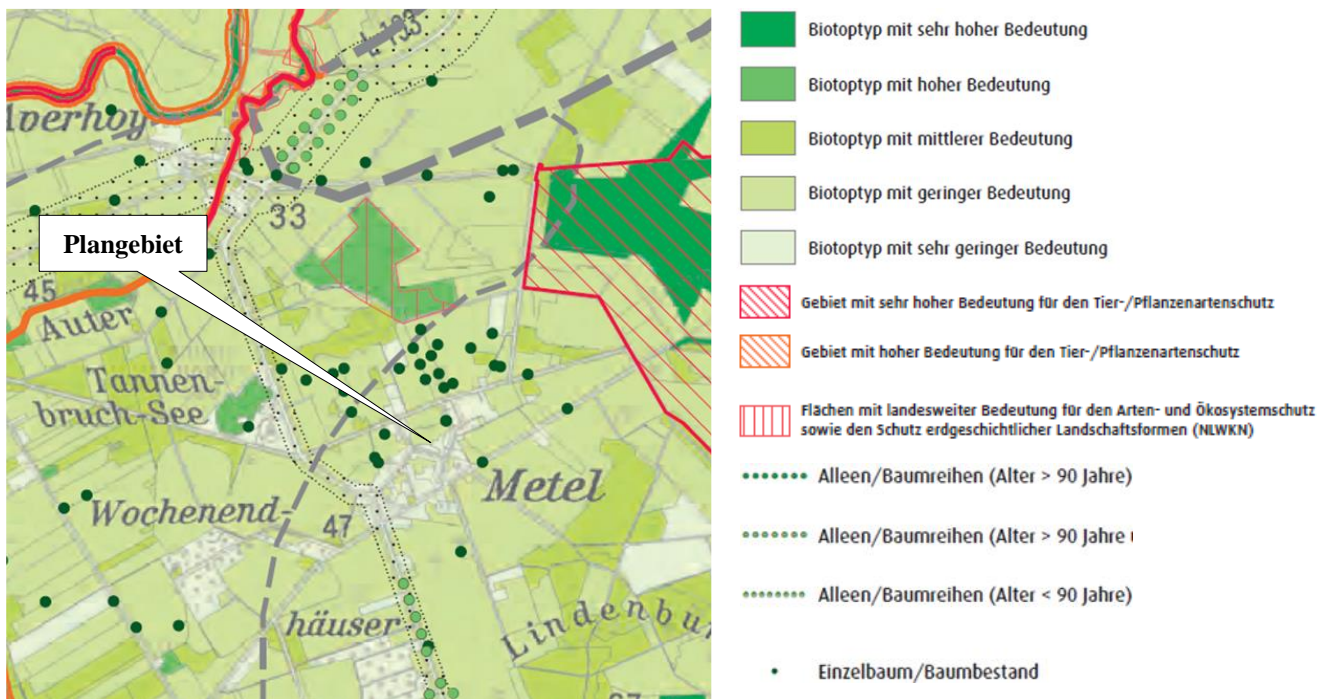 L 193
Averhoy
33
Plangebiet
45
Auter
Tannen-
bruch-See
Metel
Wochenend-
47
häuser
Lindenbu
Biotoptyp mit sehr hoher Bedeutung
Biotoptyp mit hoher Bedeutung
Biotoptyp mit mittlerer Bedeutung
Biotoptyp mit geringer Bedeutung
Biotoptyp mit sehr geringer Bedeutung
Gebiet mit sehr hoher Bedeutung für den Tier-/Pflanzenartenschutz
Gebiet mit hoher Bedeutung für den Tier-/Pflanzenartenschutz
Flächen mit landesweiter Bedeutung für den Arten- und Ökosystemschutz
sowie den Schutz erdgeschichtlicher Landschaftsformen (NLWKN)
Alleen/Baumreihen (Alter > 90 Jahre)
Alleen/Baumreihen (Alter > 90 Jahre
Alleen/Baumreihen (Alter < 90 Jahre)
Einzelbaum/Baumbestand